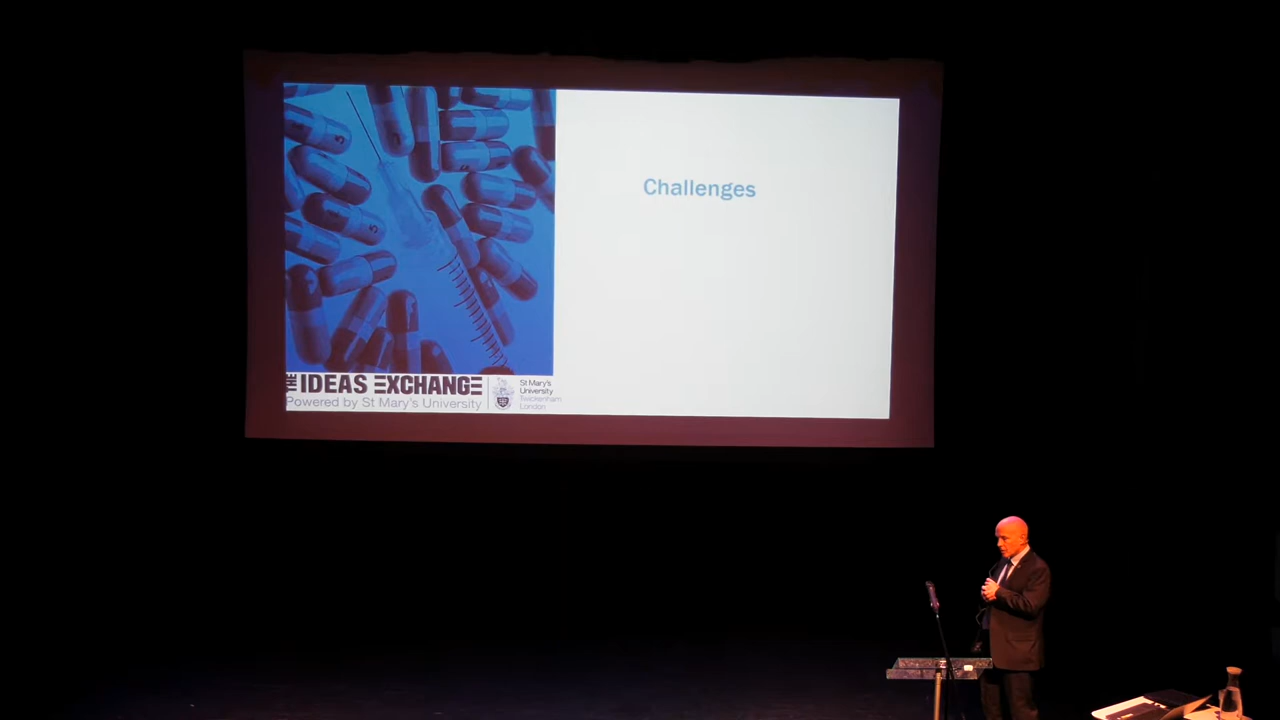 Challenges
THE IDEAS EXCHANGE
Powered by St Mary's University
St Mary's
University
Twickenham
London